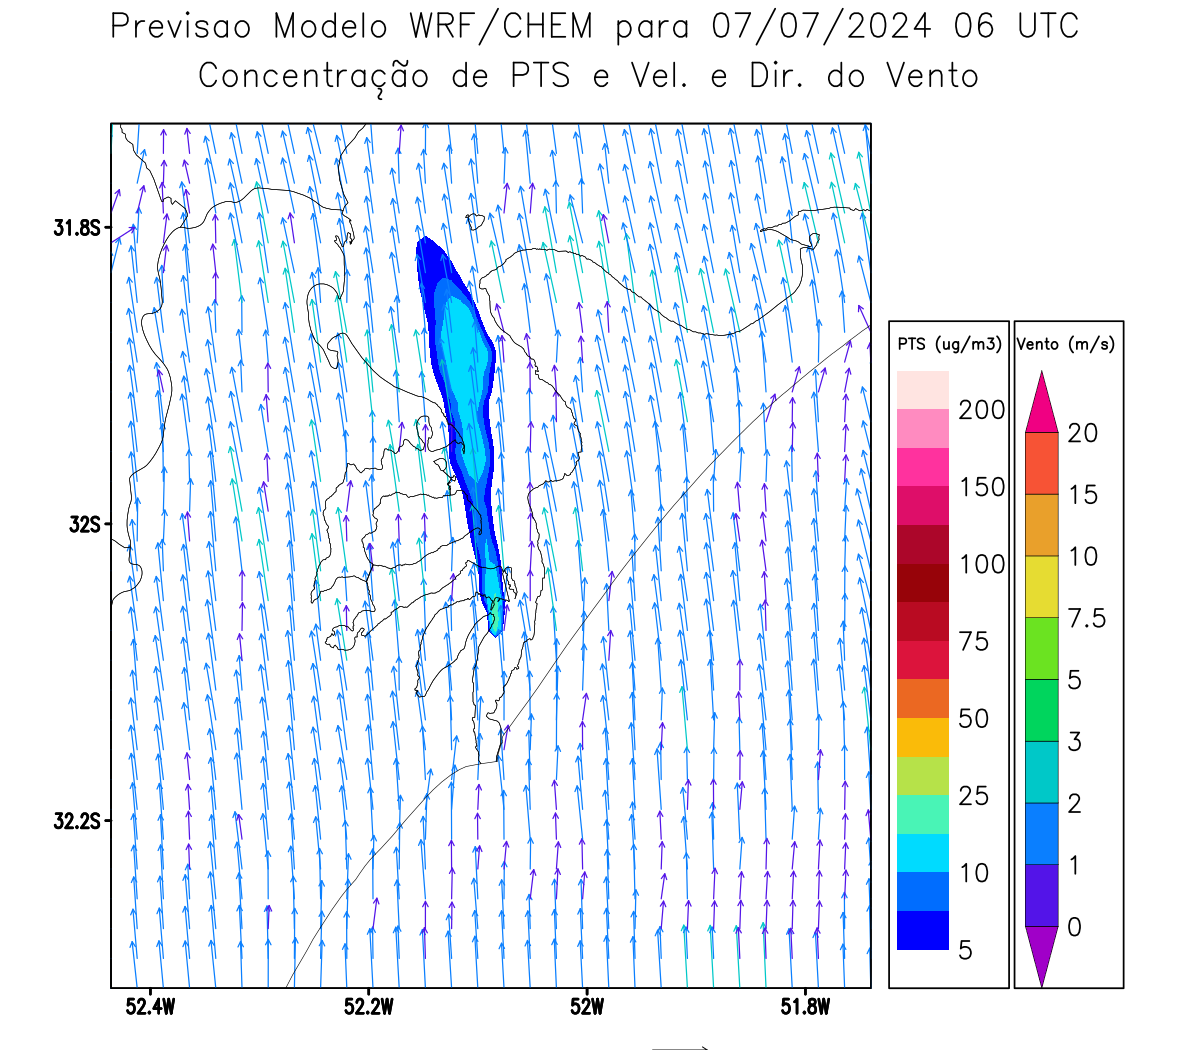 Previsao Modelo WRF/CHEM para 07/07/2024 06 UTC
Concentração de PTS e Vel. e Dir. do Vento
31.8S
32S
32.2S
52.4W
52.2W
52W
51.8W
PTS (ug/m3)
200
150
100
75
50
25
10
5
Vento (m/s)
20
15
10
7.5
5
3
2
1
0